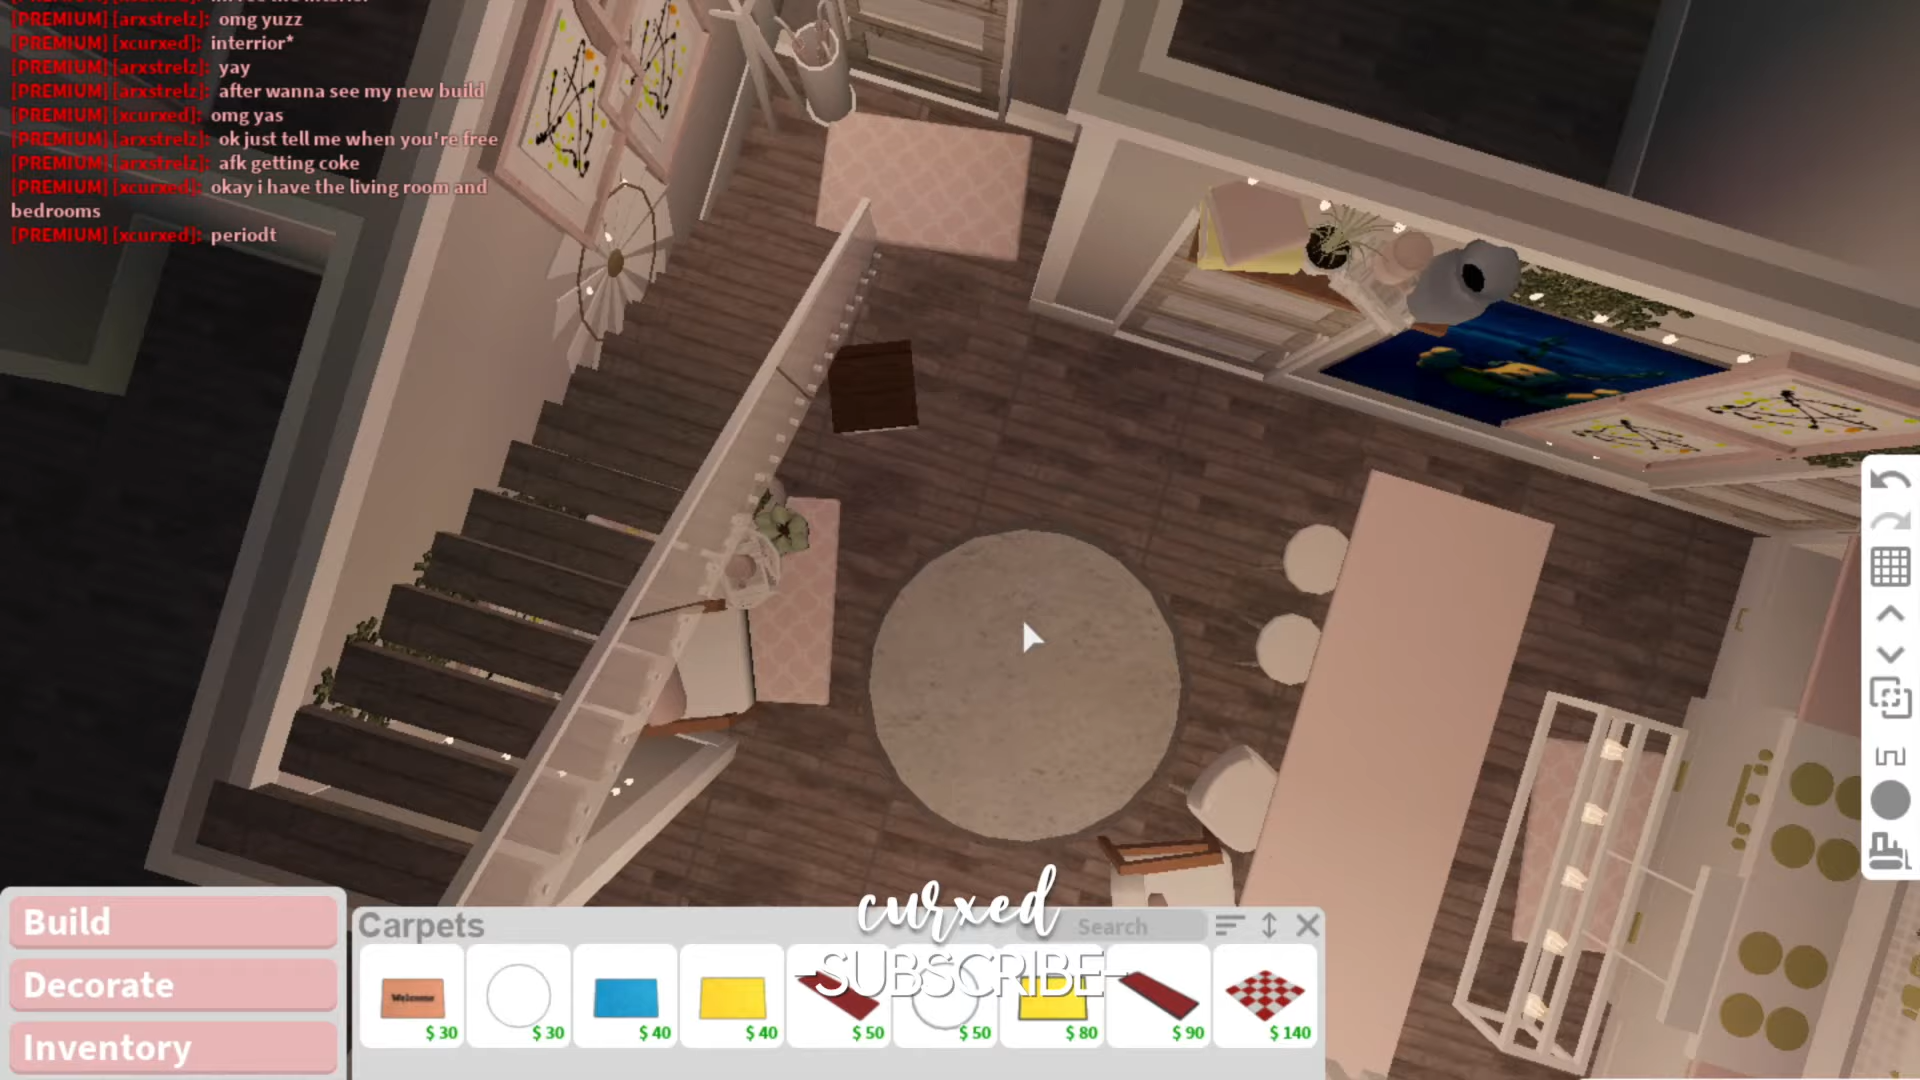 [PREMIUM] [arxstrelz]: omg yuzz
[PREMIUM] [xcurxed]: interrior*
[PREMIUM] [arxstrelz]: yay
[PREMIUM] [arxstrelz]: after wanna see my new build
[PREMIUM] [xcurxed]: omg yas
[PREMIUM] [arxstrelz]: ok just tell me when you're free
[PREMIUM] [arxstrelz]: afk getting coke
[PREMIUM] [xcurxed]: okay i have the living room and
bedrooms
[PREMIUM] [xcurxed]: periodt
Build
Decorate
Inventory
Carpets
Search
curxed
-SUBSCRIBE-
Welcome
$ 30
$ 30
$ 40
$ 40
$ 50
$ 50
$ 80
$ 90
$ 140